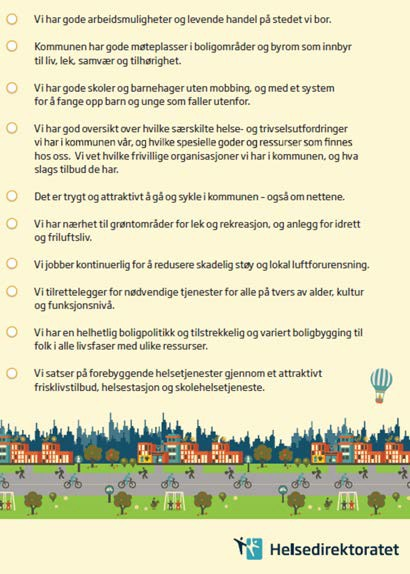 Vi har gode arbeidsmuligheter og levende handel på stedet vi bor.
Kommunen har gode møteplasser i boligområder og byrom som innbyr
til liv, lek, samvær og tilhørighet.
Vi har gode skoler og barnehager uten mobbing, og med et system
for å fange opp barn og unge som faller utenfor.
Vi har god oversikt over hvilke særskilte helse- og trivselsutfordringer
vi har i kommunen vår, og hvilke spesielle goder og ressurser som finnes
hos oss. Vi vet hvilke frivillige organisasjoner vi har i kommunen, og hva
slags tilbud de har.
Det er trygt og attraktivt å gå og sykle i kommunen – også om nettene.
Vi har nærhet til grøntområder for lek og rekreasjon, og anlegg for idrett
og friluftsliv.
Vi jobber kontinuerlig for å redusere skadelig støy og lokal luftforurensning.
Vi tilrettelegger for nødvendige tjenester for alle på tvers av alder, kultur
og funksjonsnivå.
Vi har en helhetlig boligpolitikk og tilstrekkelig og variert boligbygging til
folk i alle livsfaser med ulike ressurser.
Vi satser på forebyggende helsetjenester gjennom et attraktivt
frisklivstilbud, helsestasjon og skolehelsetjeneste.
Helsedirektoratet